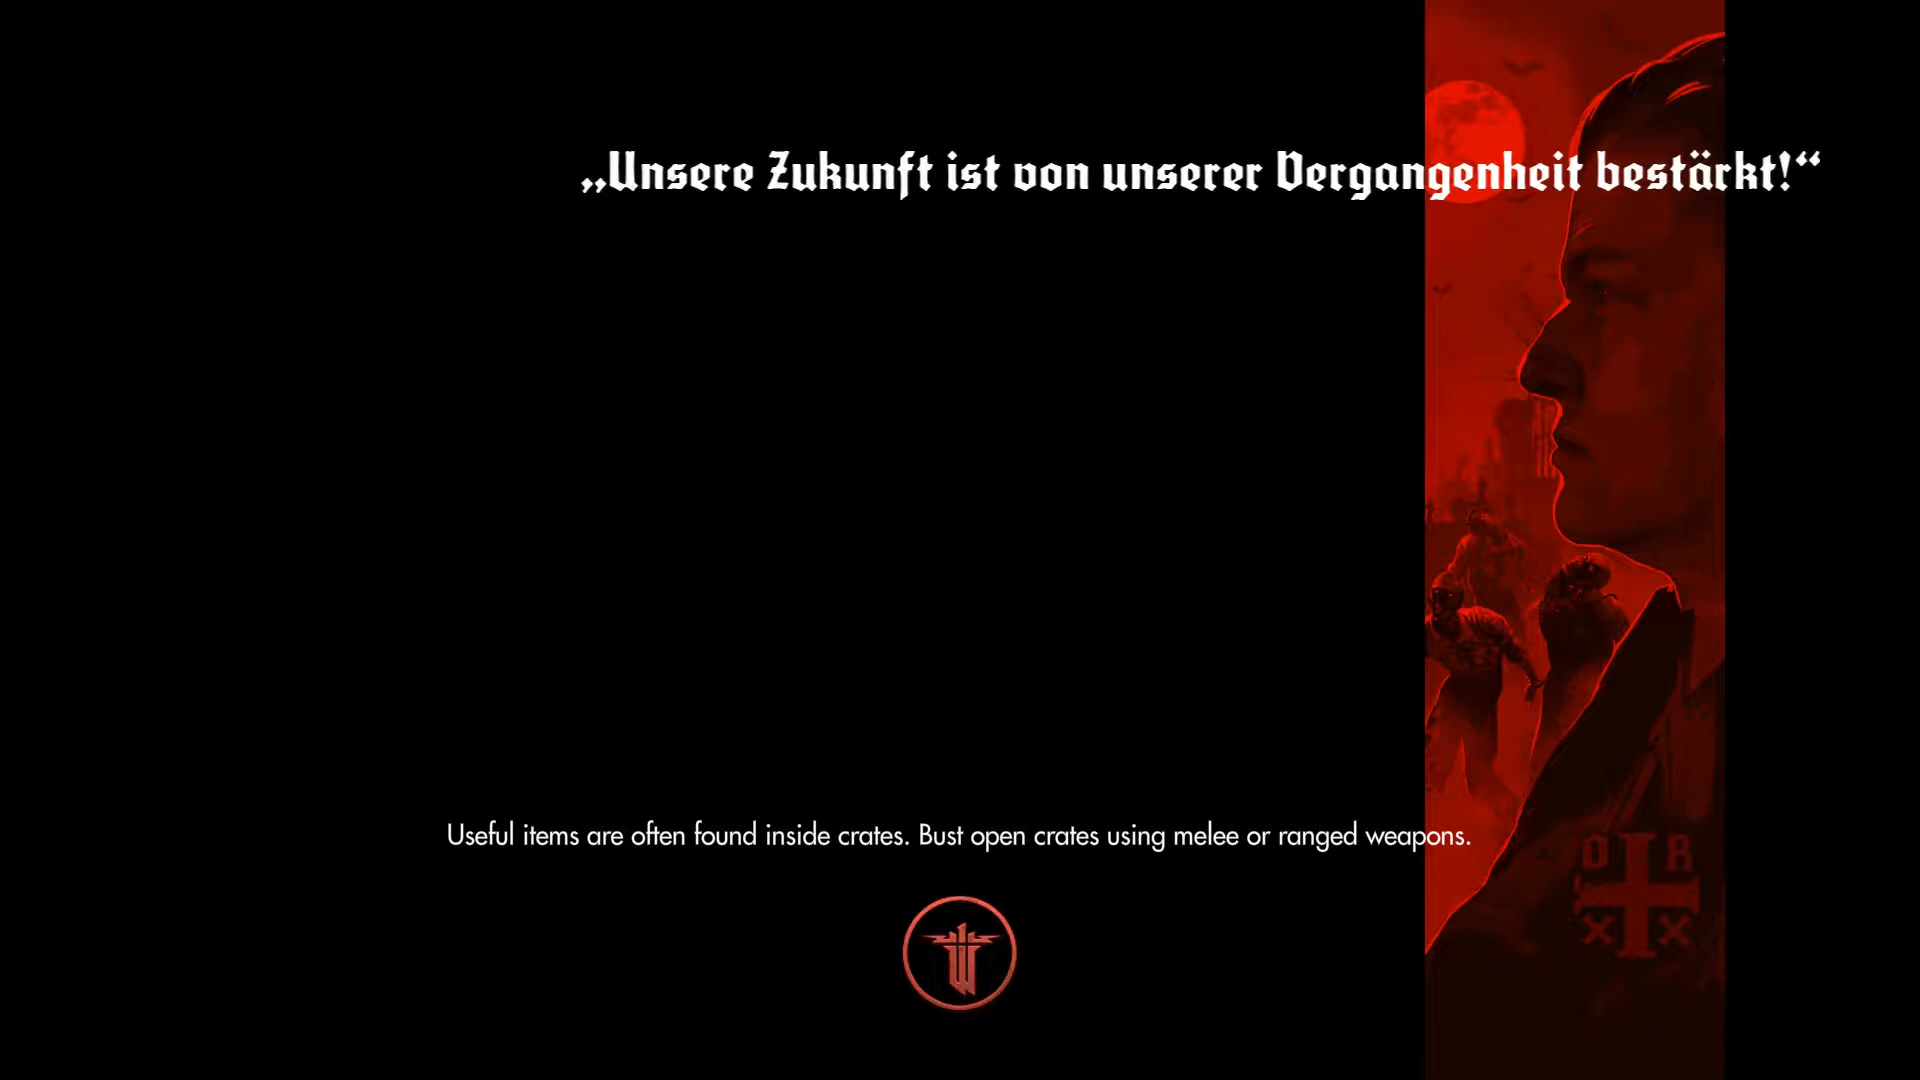 „Unsere Zukunft ist von unserer Vergangenheit bestärkt!“
Useful items are often found inside crates. Bust open crates using melee or ranged weapons.
O R
X X